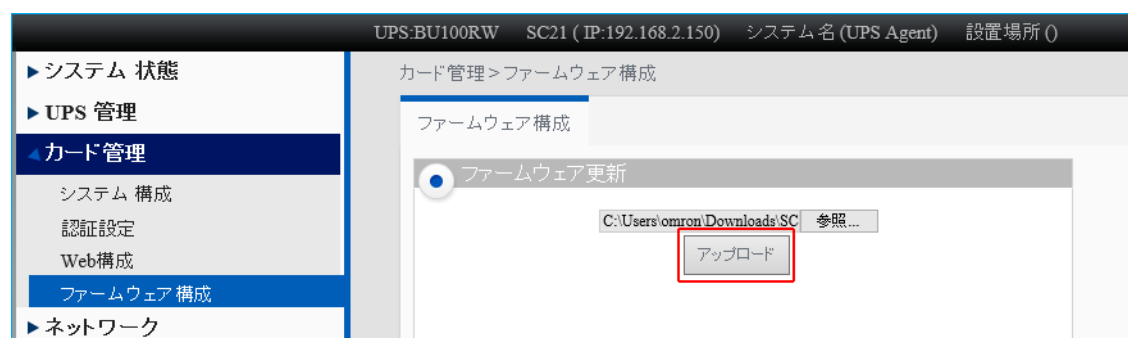 UPS:BU100RW SC21 ( IP:192.168.2.150) システム名 (UPS Agent) 設置場所 ()
▶システム 状態
▶UPS 管理
カード管理
システム 構成
認証設定
Web構成
ファームウェア構成
▶ネットワーク
カード管理>ファームウェア構成
ファームウェア構成
ファームウェア更新
C:\Users\omron\Downloads\SC 参照...
アップロード